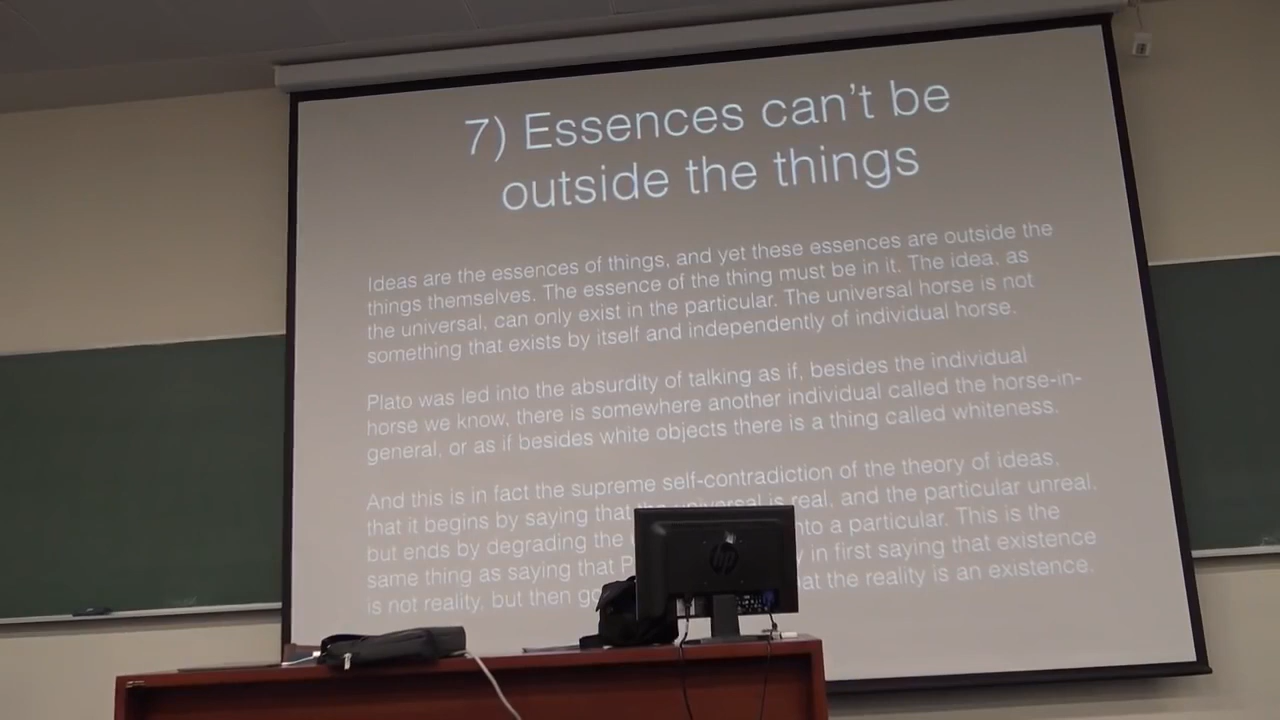 7) Essences can't be
outside the things
Ideas are the essences of things, and yet these essences are outside the
things themselves. The essence of the thing must be in it. The idea, as
the universal, can only exist in the particular. The universal horse is not
something that exists by itself and independently of individual horse.
Plato was led into the absurdity of talking as if, besides the individual
horse we know, there is somewhere another individual called the horse-in-
general, or as if besides white objects there is a thing called whiteness.
And this is in fact the supreme self-contradiction of the theory of ideas,
that it begins by saying that the universal is real, and the particular unreal,
but ends by degrading the into a particular. This is the
same thing as saying that in first saying that existence
is not reality, but then that the reality is an existence.
hp